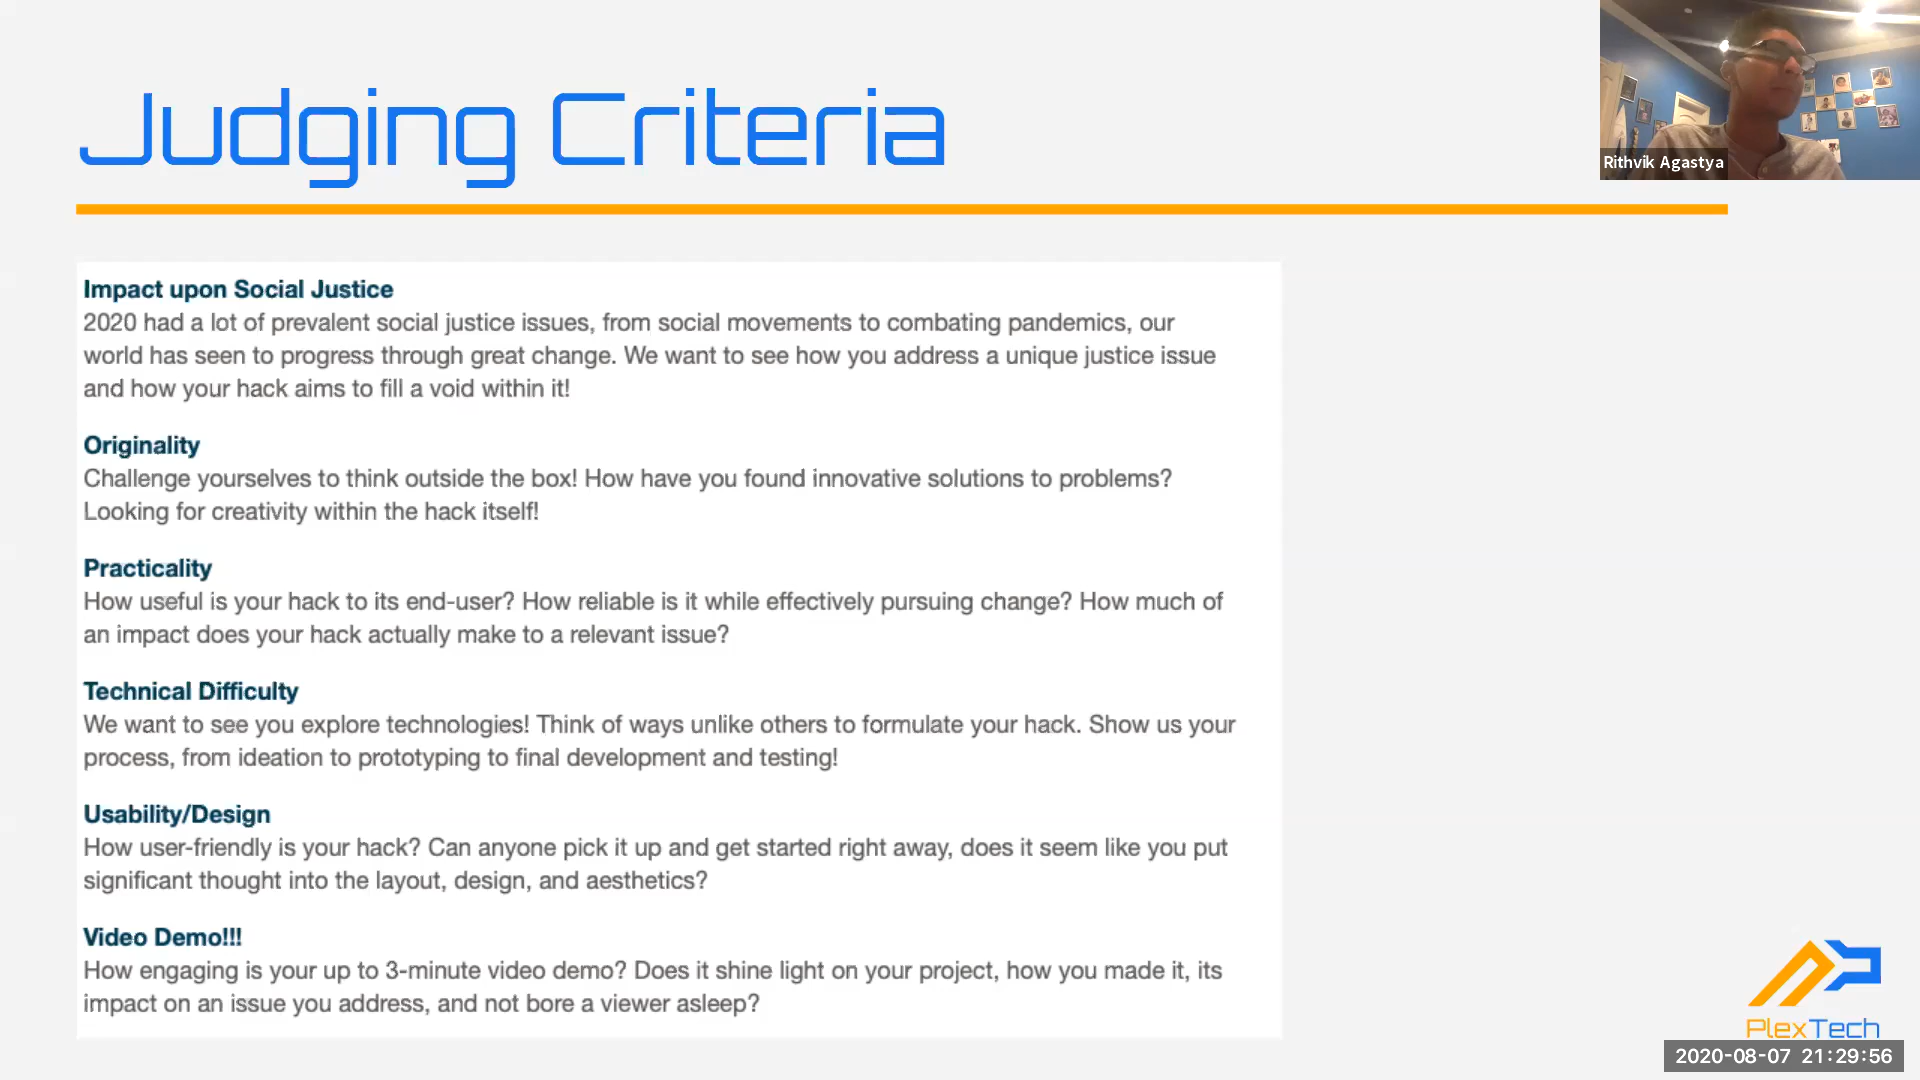 Judging Criteria
Rithvik Agastya
Impact upon Social Justice
2020 had a lot of prevalent social justice issues, from social movements to combating pandemics, our
world has seen to progress through great change. We want to see how you address a unique justice issue
and how your hack aims to fill a void within it!
Originality
Challenge yourselves to think outside the box! How have you found innovative solutions to problems?
Looking for creativity within the hack itself!
Practicality
How useful is your hack to its end-user? How reliable is it while effectively pursuing change? How much of
an impact does your hack actually make to a relevant issue?
Technical Difficulty
We want to see you explore technologies! Think of ways unlike others to formulate your hack. Show us your
process, from ideation to prototyping to final development and testing!
Usability/Design
How user-friendly is your hack? Can anyone pick it up and get started right away, does it seem like you put
significant thought into the layout, design, and aesthetics?
Video Demo!!!
How engaging is your up to 3-minute video demo? Does it shine light on your project, how you made it, its
impact on an issue you address, and not bore a viewer asleep?
PlexTech
2020-08-07 21:29:56